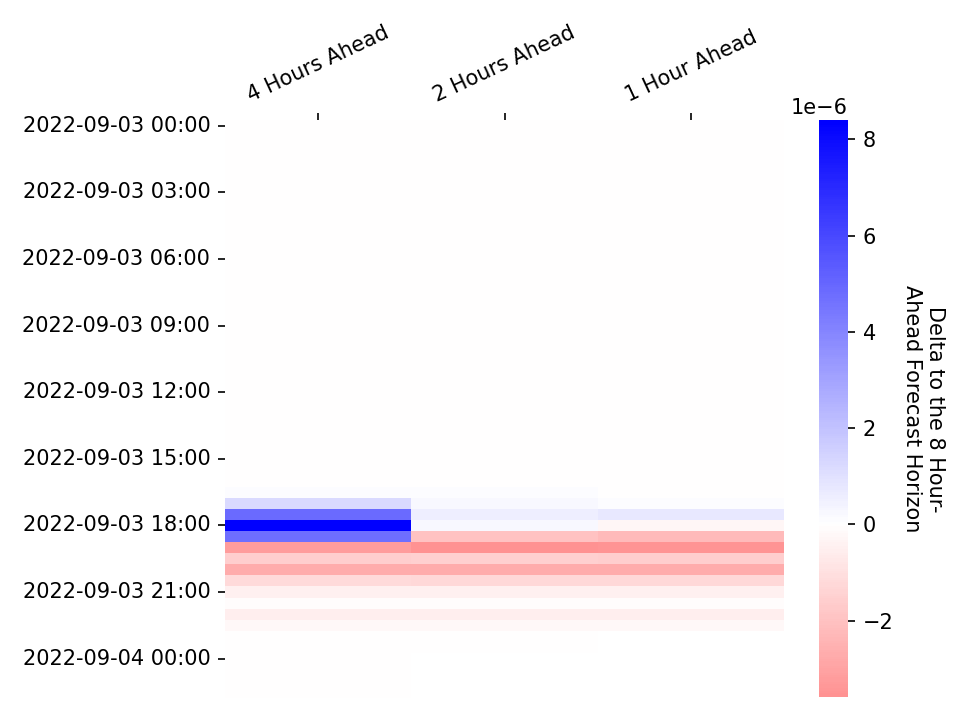 4 Hours Ahead
2 Hours Ahead
1 Hour Ahead
1e−6
2022-09-03 00:00
2022-09-03 03:00
2022-09-03 06:00
2022-09-03 09:00
2022-09-03 12:00
2022-09-03 15:00
2022-09-03 18:00
2022-09-03 21:00
2022-09-04 00:00
8
6
4
2
0
−2
Delta to the 8 Hour-
Ahead Forecast Horizon